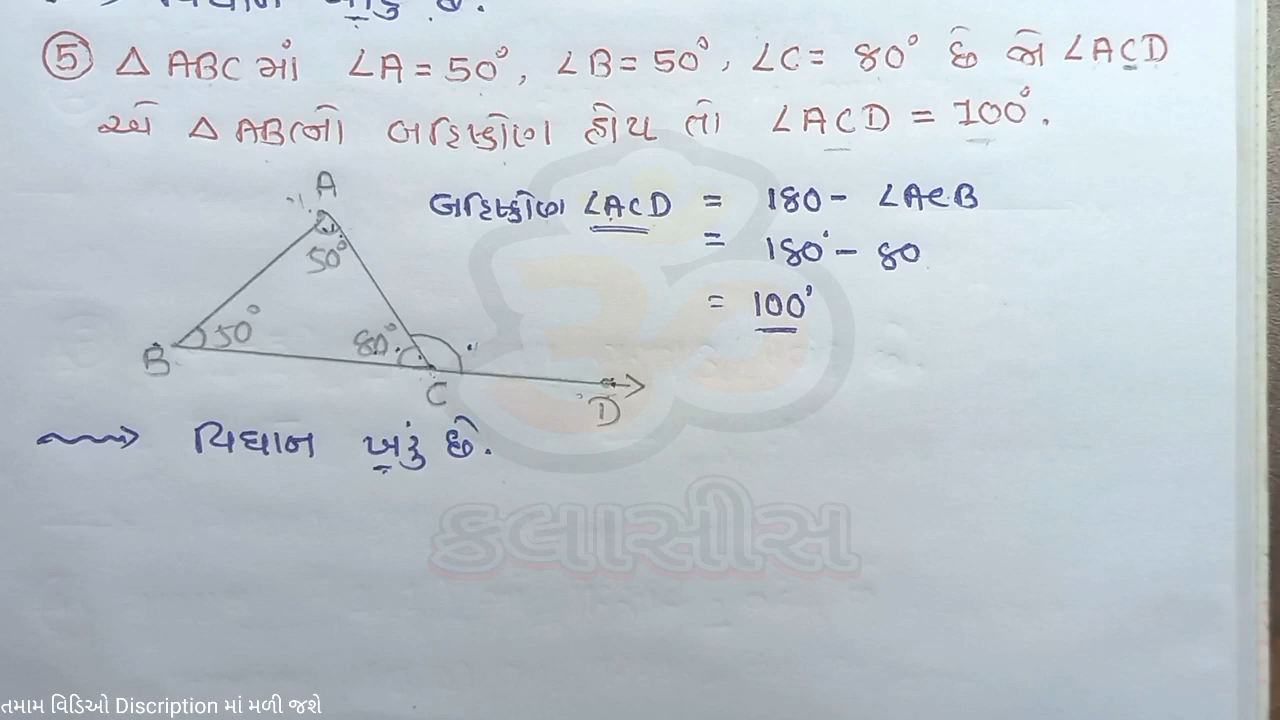 વિધાન ખરું છે.
⑤ △ ABC માં ∠A = 50°, ∠B = 50°, ∠C = 80° છે જો ∠ACD
એ △ ABCનો બહિષ્કોણ હોય તો ∠ACD = 100°.
A
50°
B
50°
80°
C
D
બહિષ્કોણ ∠ACD = 180 - ∠ACB
= 180° - 80
= 100°
વિધાન ખરું છે.
ક્લાસીસ
તમામ વિડિઓ Discription માં મળી જશે